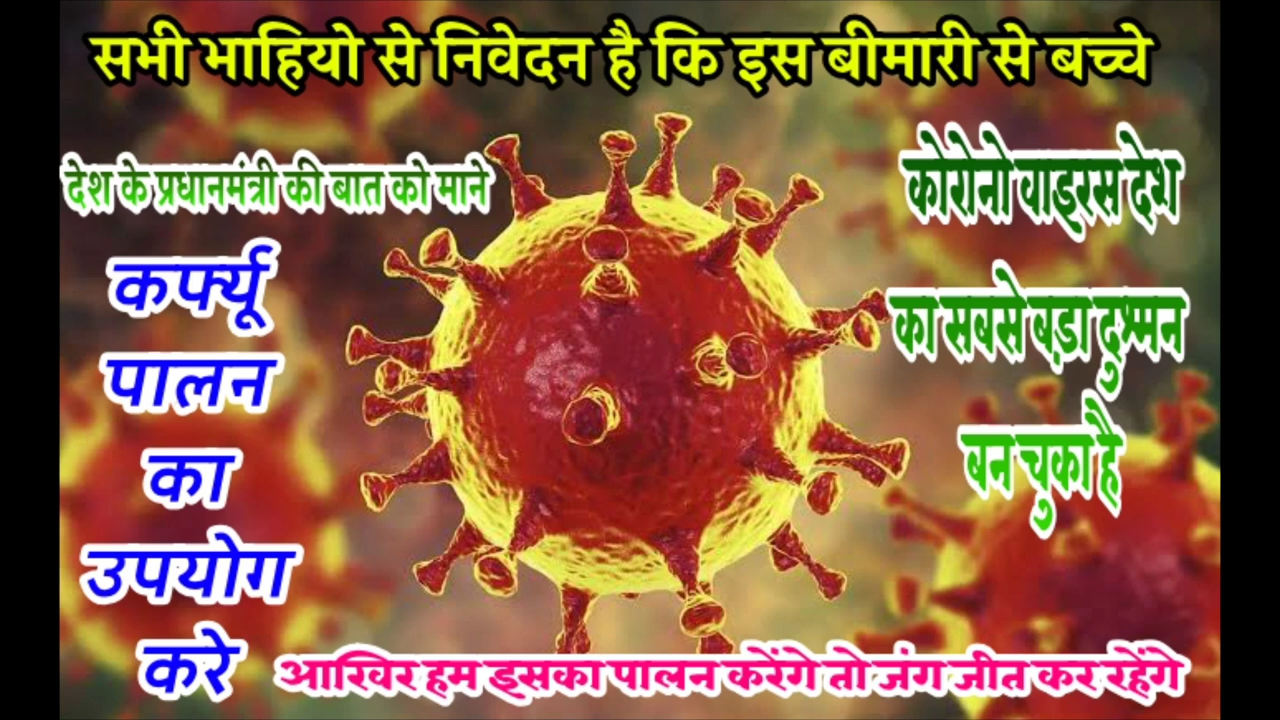 सभी भाहियो से निवेदन है कि इस बीमारी से बच्चे
देश के प्रधानमंत्री की बात को माने
कर्फ्यू
पालन
का
उपयोग
करे
कोरोनो वाइरस देश
का सबसे बड़ा दुश्मन
बन चुका है
आखिर हम इसका पालन करेंगे तो जंग जीत कर रहेंगे